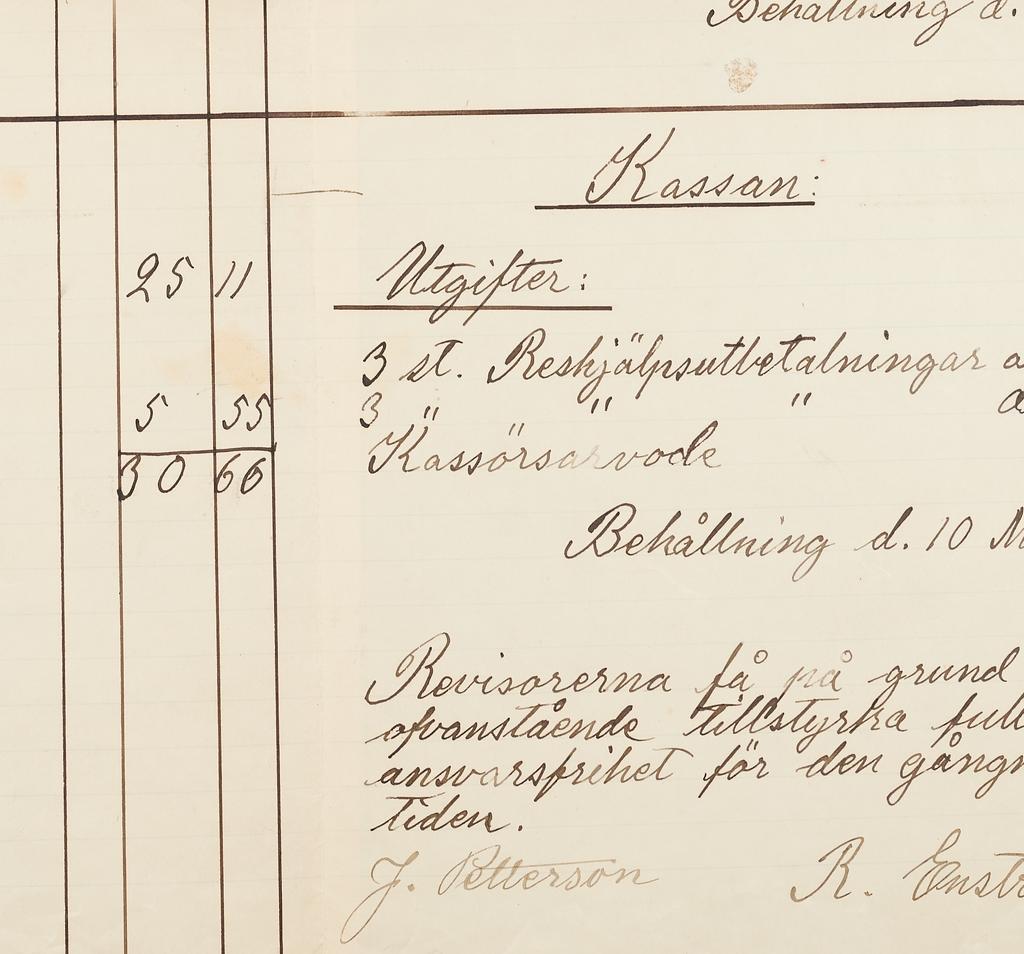 Behållning d.
Kassan:
25 11
Utgifter:
3 st. Reshjälpsutbetalningar
5 55
3 " " "
30 66
Kassörsarvode
Behållning d. 10
Revisorerna få på grund
ofvanstående tillstyrka full
ansvarsfrihet för den gångn
tiden.
J. Petterson R. Enstr